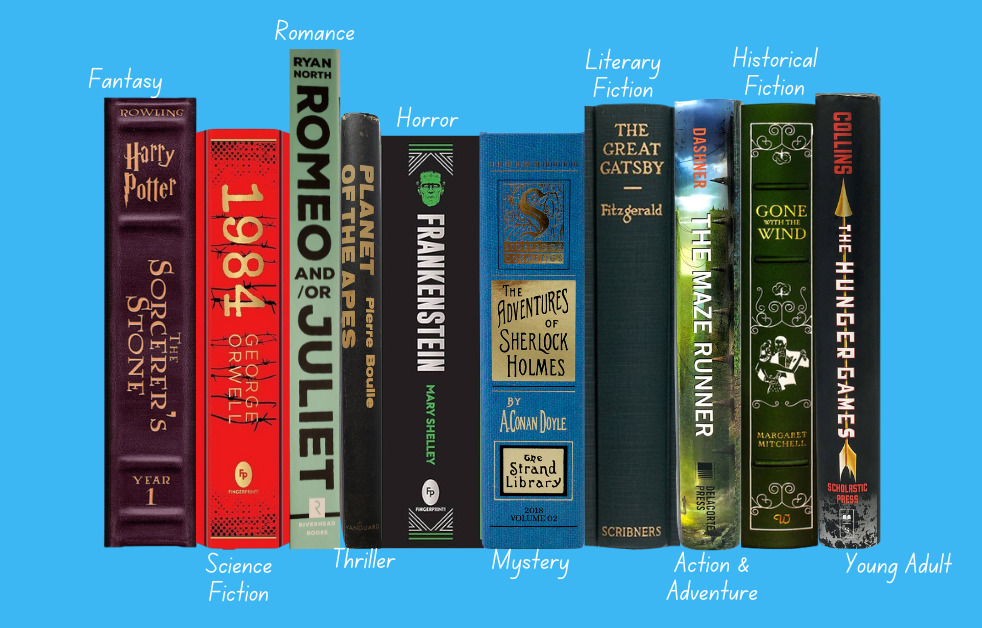 Fantasy
ROWLING
Harry
Potter
THE
SORCERER'S
STONE
YEAR
1
Science
Fiction
1984
GEORGE
ORWELL
FP
FINGERPRINT!
Romance
RYAN
NORTH
ROMEO
AND
/OR
JULIET
R
RIVERHEAD
BOOKS
Thriller
PLANET
OF THE APES
Pierre Boulle
VANGUARD
Horror
FRANKENSTEIN
MARY SHELLEY
FP
FINGERPRINT!
Mystery
S
THE
ADVENTURES
OF
SHERLOCK
HOLMES
BY
A.CONAN DOYLE
The
Strand
Library
2018
VOLUME 02
Literary
Fiction
THE
GREAT
GATSBY
Fitzgerald
SCRIBNERS
Action &
Adventure
DASHNER
THE MAZE RUNNER
DELACORTE
PRESS
Historical
Fiction
GONE
WITH THE
WIND
MARGARET
MITCHELL
W
Young Adult
COLLINS
THE HUNGER GAMES
SCHOLASTIC
PRESS